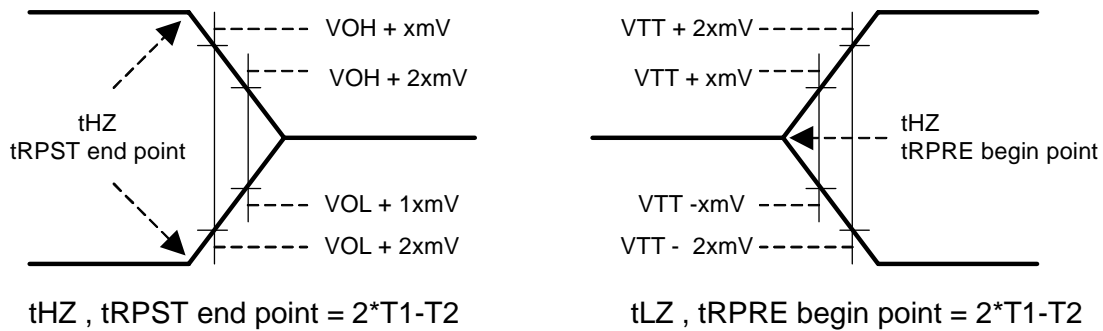 VOH + xmV
VOH + 2xmV
tHZ
tRPST end point
VOL + 1xmV
VOL + 2xmV
tHZ , tRPST end point = 2*T1-T2
VTT + 2xmV
VTT + xmV
tHZ
tRPRE begin point
VTT -xmV
VTT - 2xmV
tLZ , tRPRE begin point = 2*T1-T2